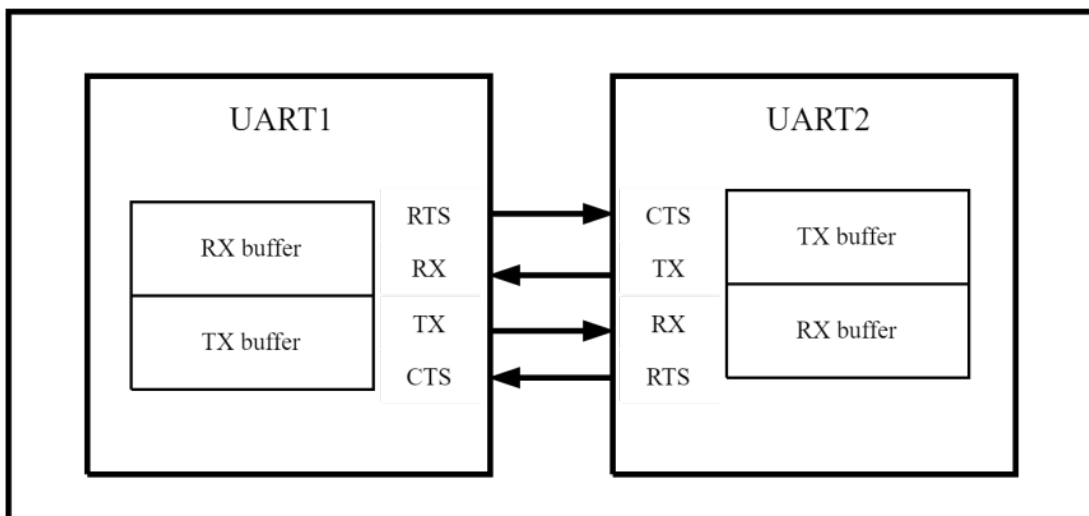 UART1
RX buffer
TX buffer
RTS
RX
TX
CTS
UART2
CTS
TX
RX
RTS
TX buffer
RX buffer